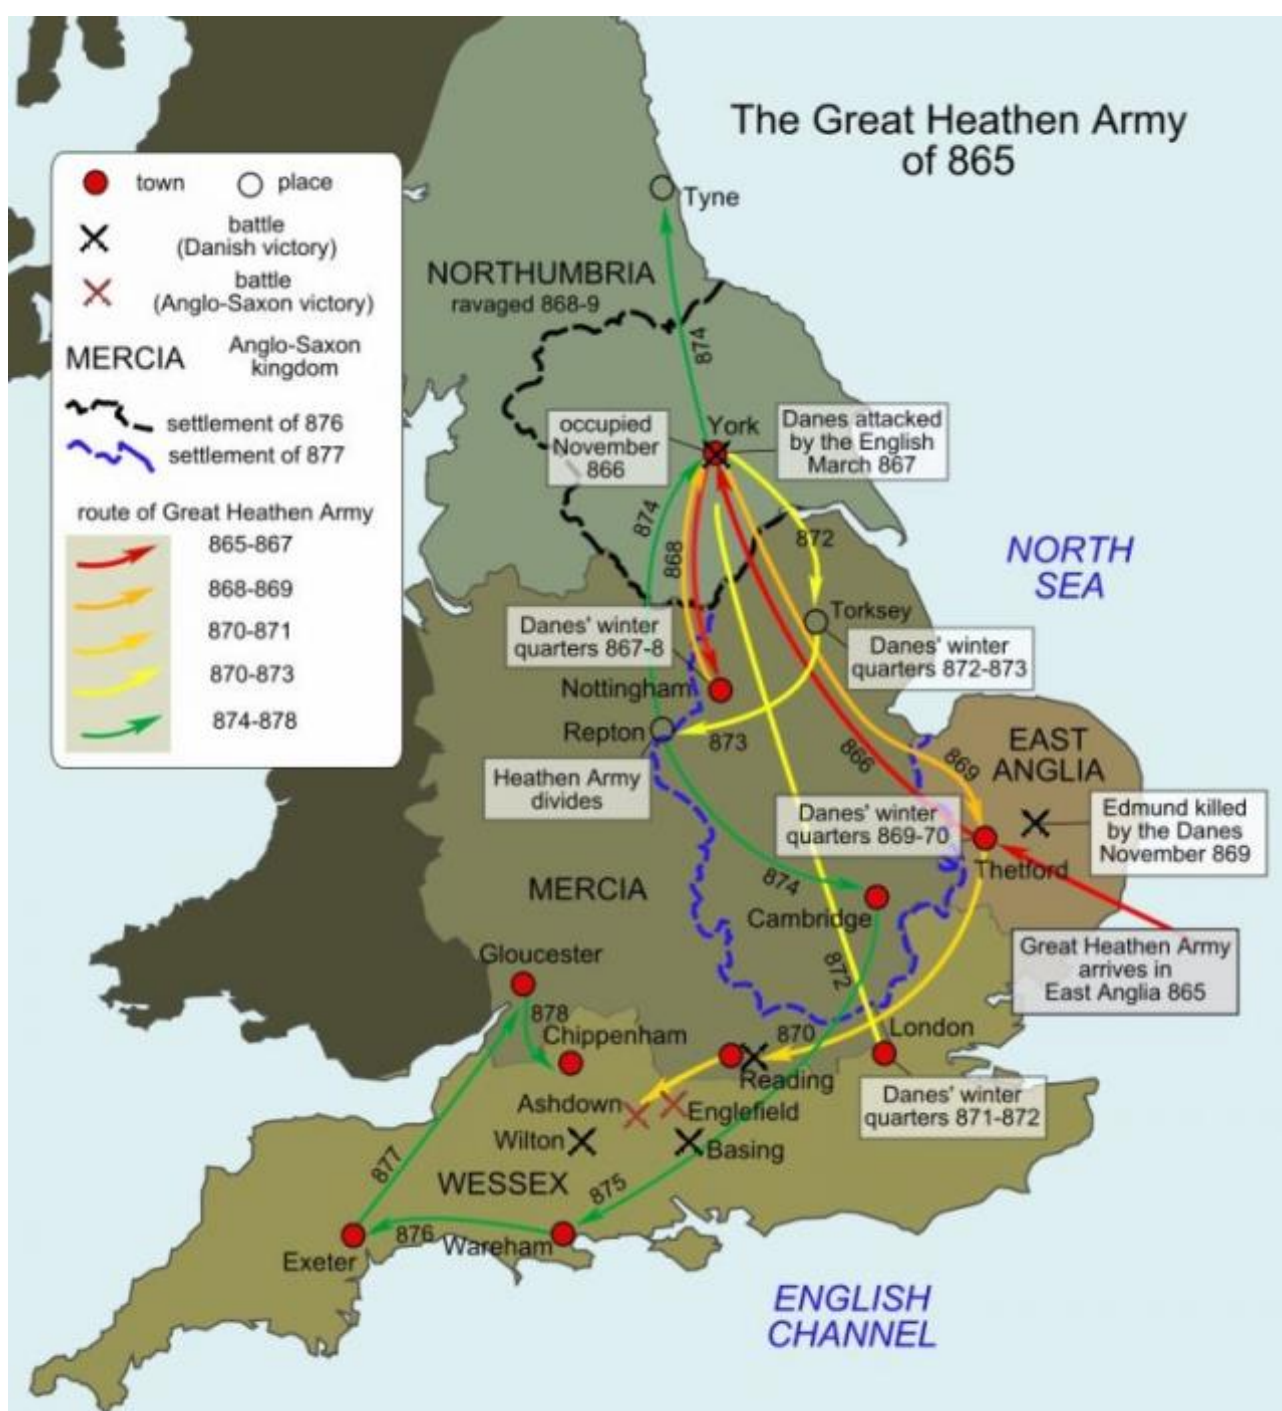 The Great Heathen Army
of 865
town
place
battle
(Danish victory)
battle
(Anglo-Saxon victory)
MERCIA
Anglo-Saxon
kingdom
settlement of 876
settlement of 877
route of Great Heathen Army
865-867
868-869
870-871
870-873
874-878
Tyne
NORTHUMBRIA
ravaged 868-9
874
occupied
November
866
York
Danes attacked
by the English
March 867
874
868
872
NORTH
SEA
Danes' winter
quarters 867-8
Torksey
Danes' winter
quarters 872-873
Nottingham
Repton
873
866
869
EAST
ANGLIA
Heathen Army
divides
Danes' winter
quarters 869-70
Edmund killed
by the Danes
November 869
Thetford
MERCIA
874
Cambridge
Great Heathen Army
arrives in
East Anglia 865
Gloucester
872
878
Chippenham
870
London
Reading
Danes' winter
quarters 871-872
Ashdown
Englefield
Wilton
Basing
WESSEX
877
875
876
Exeter
Wareham
ENGLISH
CHANNEL